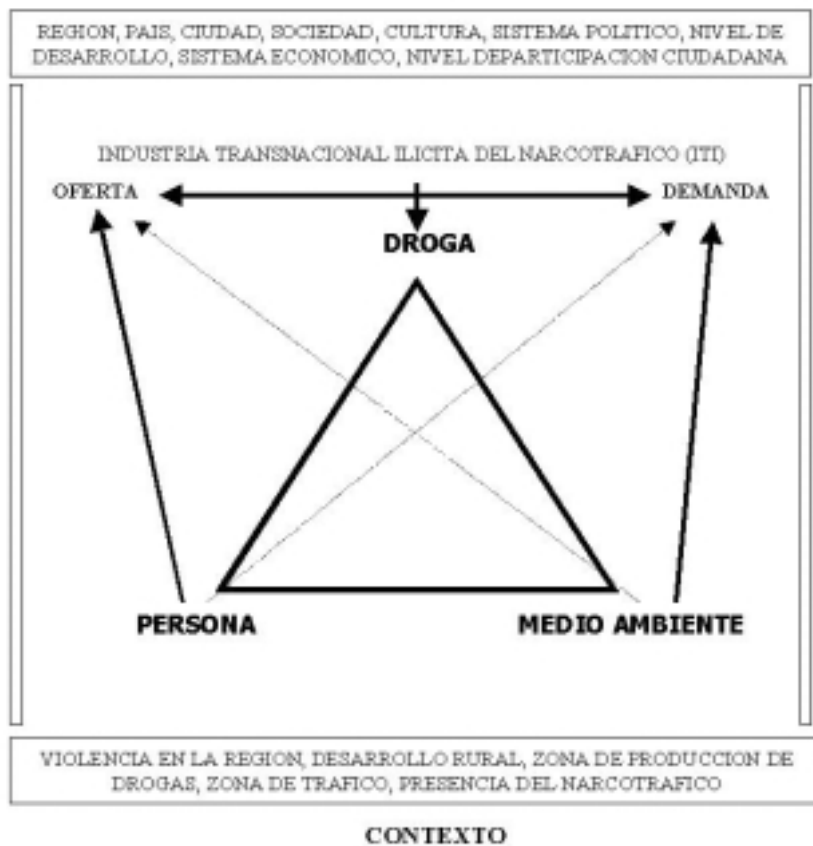 REGION, PAIS, CIUDAD, SOCIEDAD, CULTURA, SISTEMA POLITICO, NIVEL DE
DESARROLLO, SISTEMA ECONOMICO, NIVEL DEPARTICIPACION CIUDADANA
INDUSTRIA TRANSNACIONAL ILICITA DEL NARCOTRAFICO (ITI)
OFERTA
DEMANDA
DROGA
PERSONA
MEDIO AMBIENTE
VIOLENCIA EN LA REGION, DESARROLLO RURAL, ZONA DE PRODUCCION DE
DROGAS, ZONA DE TRAFICO, PRESENCIA DEL NARCOTRAFICO
CONTEXTO